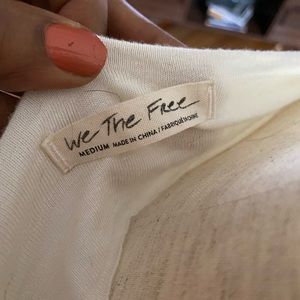 We The Free
MEDIUM MADE IN CHINA / FABRIQUÉ EN CHINE